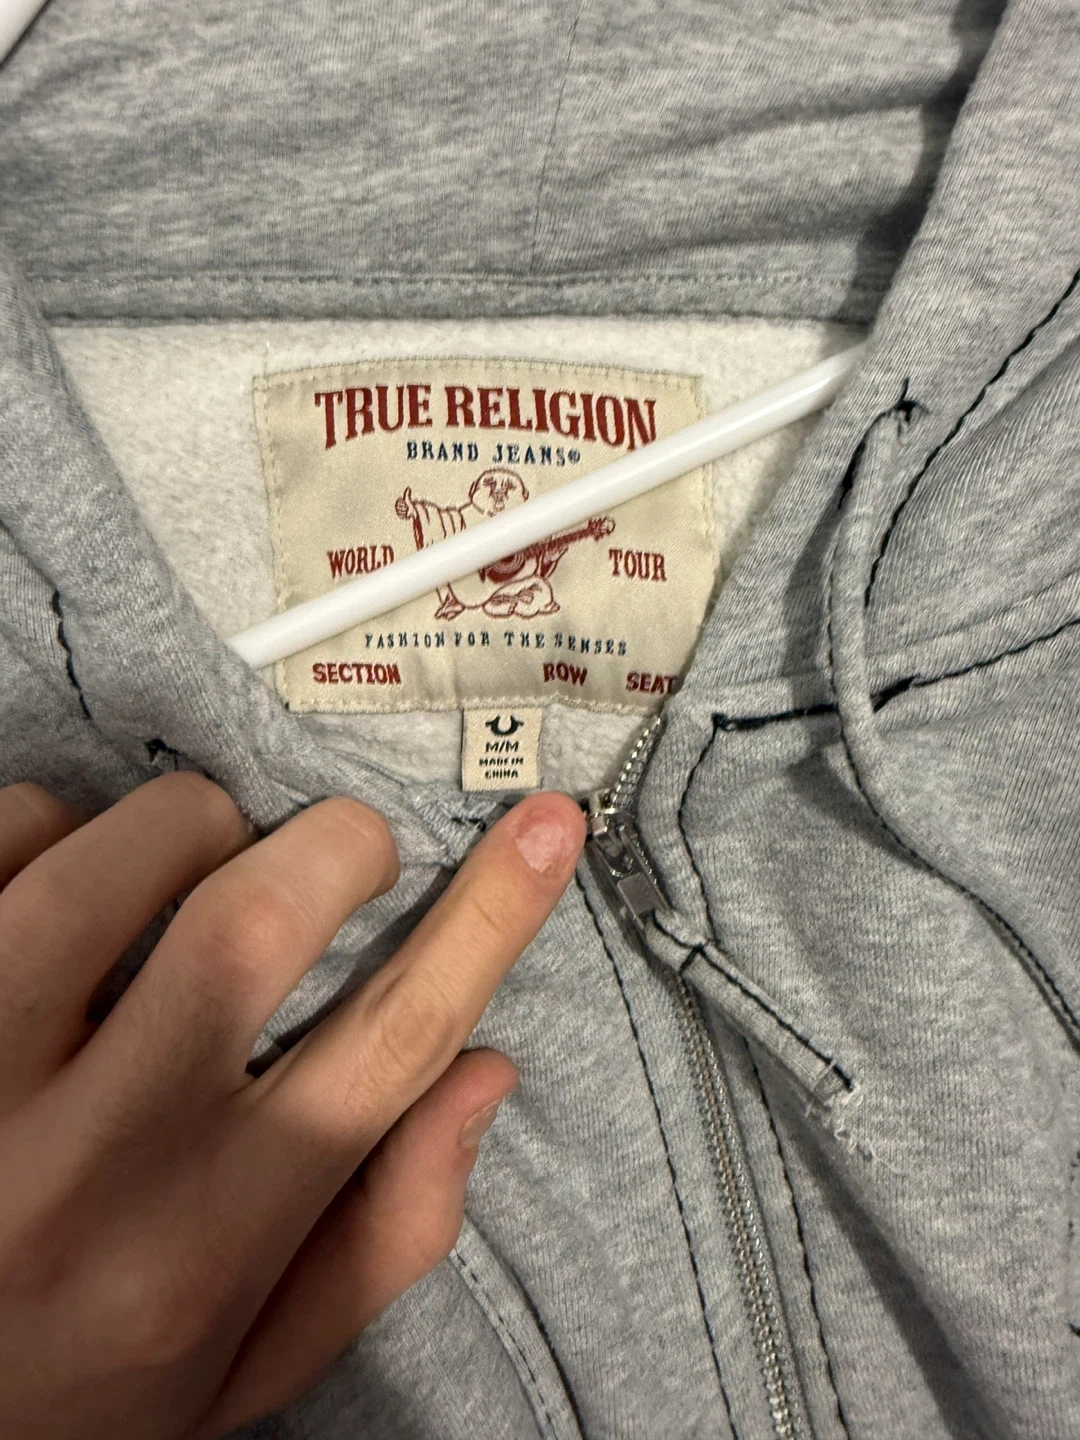 TRUE RELIGION
BRAND JEANS®
WORLD TOUR
FASHION FOR THE SENSES
SECTION ROW SEAT
M/M
MADE IN
CHINA